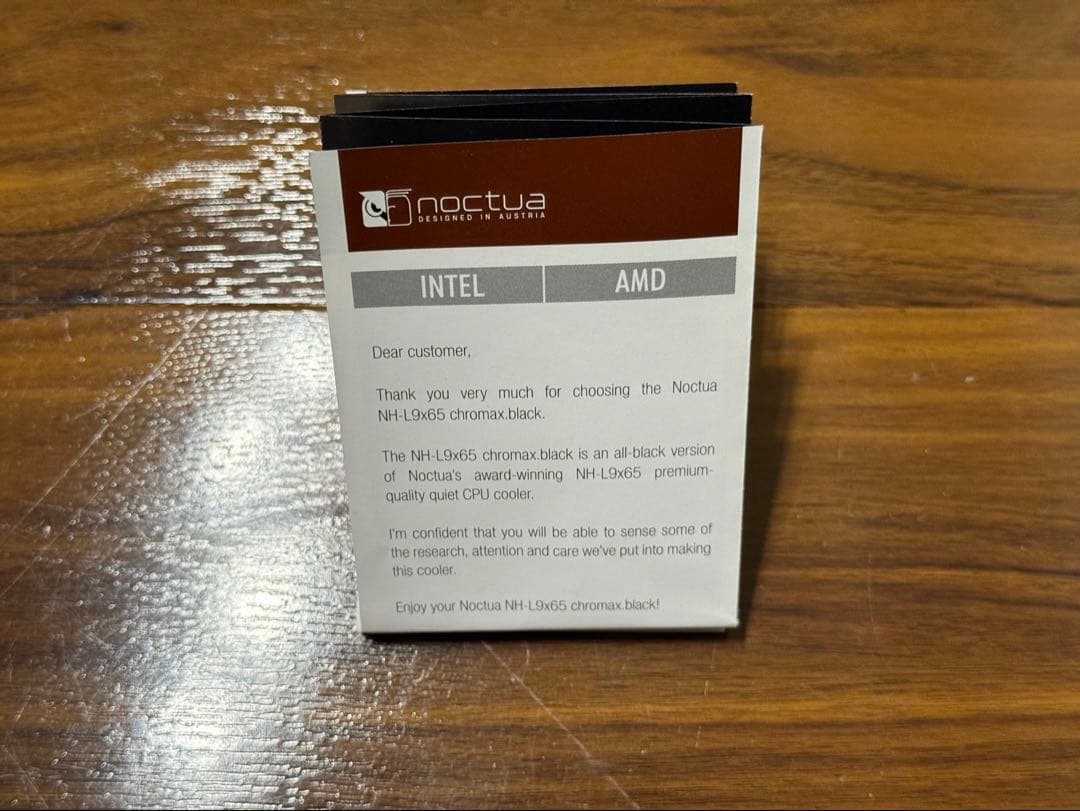 noctua
DESIGNED IN AUSTRIA
INTEL
AMD
Dear customer,
Thank you very much for choosing the Noctua
NH-L9x65 chromax.black.
The NH-L9x65 chromax.black is an all-black version
of Noctua's award-winning NH-L9x65 premium-
quality quiet CPU cooler.
I'm confident that you will be able to sense some of
the research, attention and care we've put into making
this cooler.
Enjoy your Noctua NH-L9x65 chromax.black!